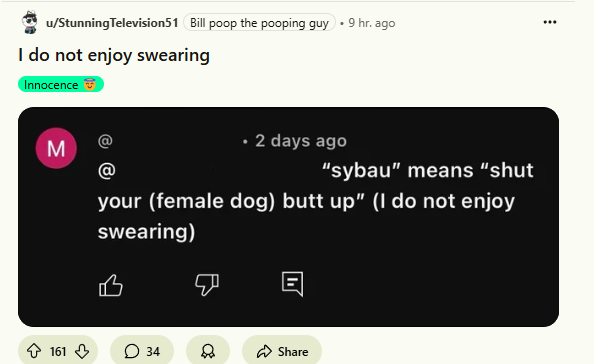 u/StunningTelevision51 Bill poop the pooping guy • 9 hr. ago
I do not enjoy swearing
Innocence
M
@ • 2 days ago
@ “sybau” means “shut
your (female dog) butt up” (I do not enjoy
swearing)
161 34 Share